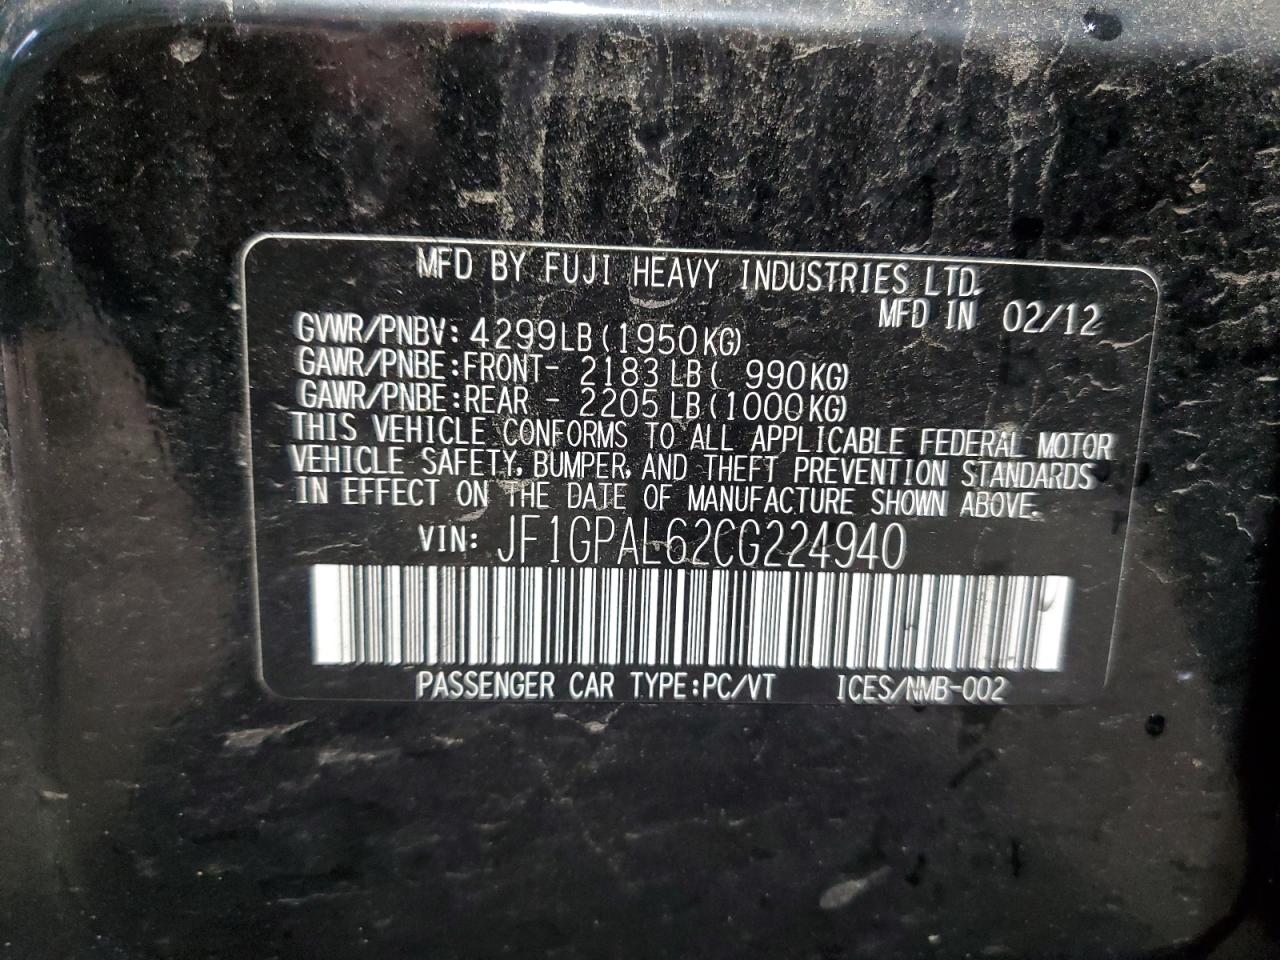 MFD BY FUJI HEAVY INDUSTRIES LTD.
MFD IN 02/12
GVWR/PNBV: 4299LB(1950KG)
GAWR/PNBE:FRONT- 2183LB( 990KG)
GAWR/PNBE:REAR - 2205LB(1000KG)
THIS VEHICLE CONFORMS TO ALL APPLICABLE FEDERAL MOTOR
VEHICLE SAFETY, BUMPER, AND THEFT PREVENTION STANDARDS
IN EFFECT ON THE DATE OF MANUFACTURE SHOWN ABOVE.
VIN: JF1GPAL62CG224940
PASSENGER CAR TYPE:PC/VT ICES/NMB-002